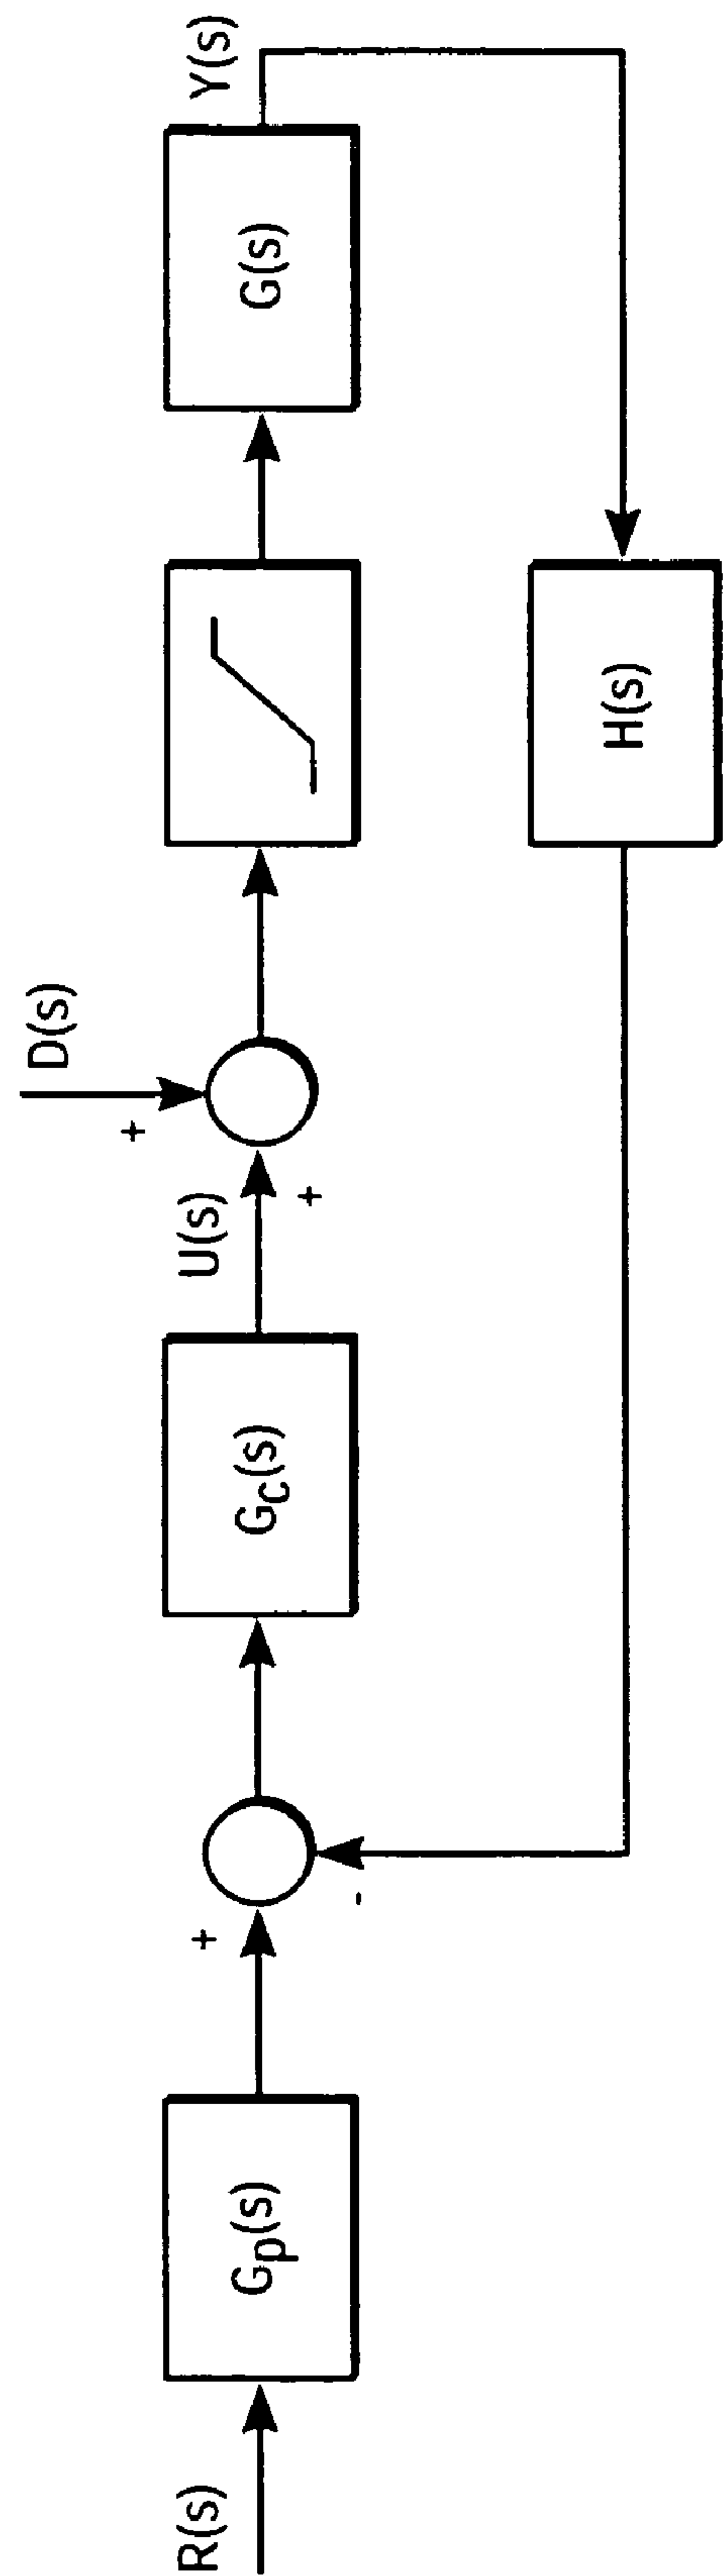 R(s)
Gp(s)
+
-
Gc(s)
U(s)
+
+
D(s)
G(s)
Y(s)
H(s)